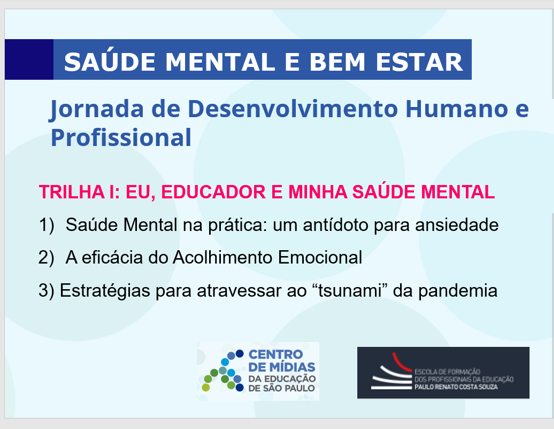 SAÚDE MENTAL E BEM ESTAR
Jornada de Desenvolvimento Humano e
Profissional
TRILHA I: EU, EDUCADOR E MINHA SAÚDE MENTAL
1) Saúde Mental na prática: um antídoto para ansiedade
2) A eficácia do Acolhimento Emocional
3) Estratégias para atravessar ao “tsunami” da pandemia
CENTRO
DE MÍDIAS
DA EDUCAÇÃO
DE SÃO PAULO
ESCOLA DE FORMAÇÃO
DOS PROFISSIONAIS DA EDUCAÇÃO
PAULO RENATO COSTA SOUZA